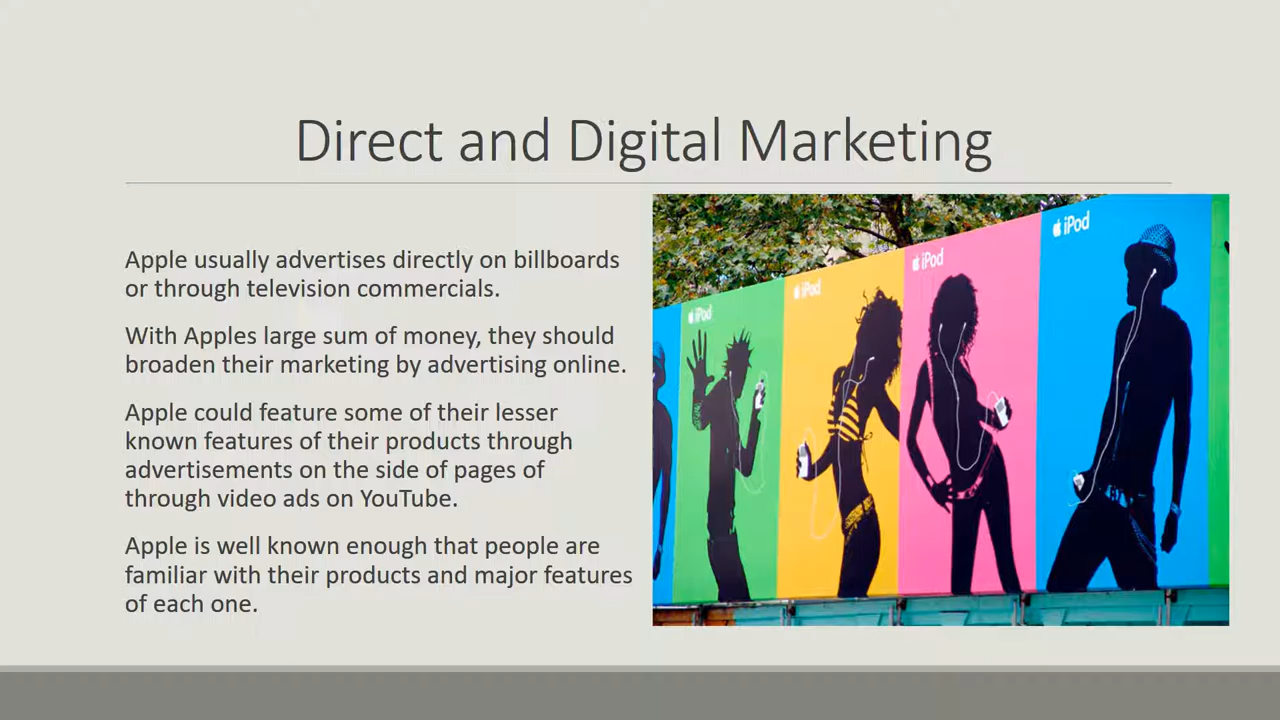 Direct and Digital Marketing
Apple usually advertises directly on billboards
or through television commercials.
With Apples large sum of money, they should
broaden their marketing by advertising online.
Apple could feature some of their lesser
known features of their products through
advertisements on the side of pages of
through video ads on YouTube.
Apple is well known enough that people are
familiar with their products and major features
of each one.
iPod
iPod
iPod
iPod